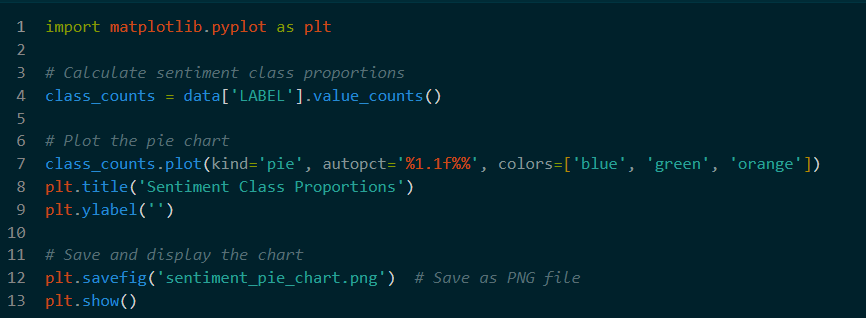 1 import matplotlib.pyplot as plt
2
3 # Calculate sentiment class proportions
4 class_counts = data['LABEL'].value_counts()
5
6 # Plot the pie chart
7 class_counts.plot(kind='pie', autopct='%1.1f%%', colors=['blue', 'green', 'orange'])
8 plt.title('Sentiment Class Proportions')
9 plt.ylabel('')
10
11 # Save and display the chart
12 plt.savefig('sentiment_pie_chart.png')  # Save as PNG file
13 plt.show()